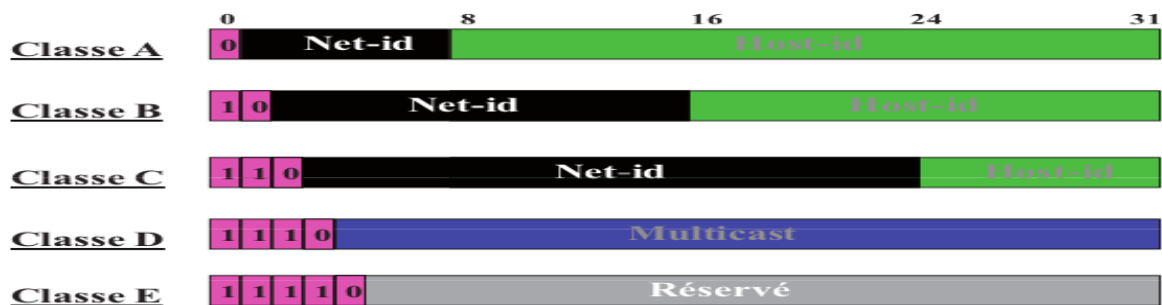 0 8 16 24 31
Classe A 0 Net-id Host-id
Classe B 1 0 Net-id Host-id
Classe C 1 1 0 Net-id Host-id
Classe D 1 1 1 0 Multicast
Classe E 1 1 1 1 0 Réservé